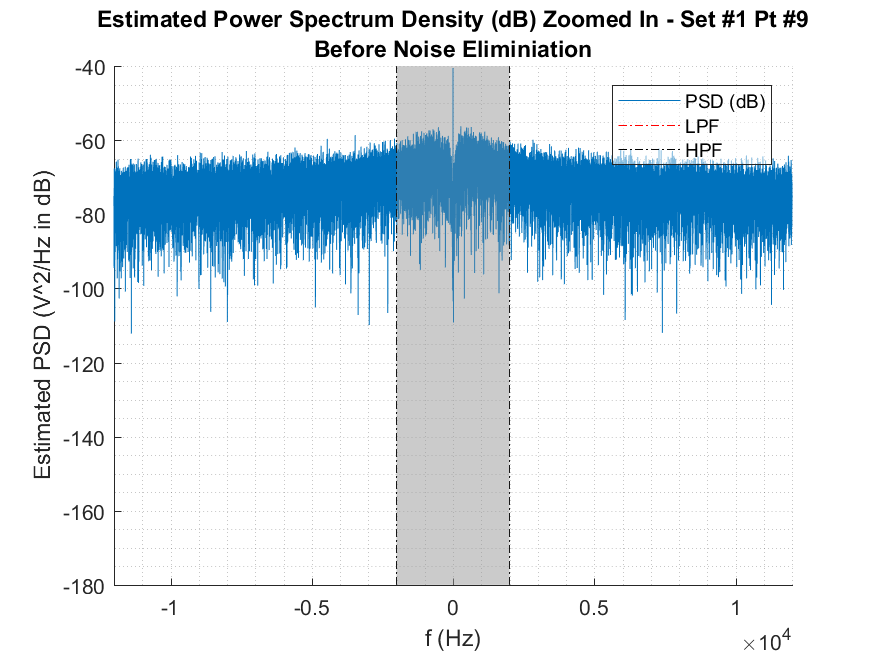 Estimated Power Spectrum Density (dB) Zoomed In - Set #1 Pt #9
Before Noise Eliminiation
PSD (dB)
LPF
HPF
Estimated PSD (V^2/Hz in dB)
-40
-60
-80
-100
-120
-140
-160
-180
-1
-0.5
0
0.5
1
×10^4
f (Hz)